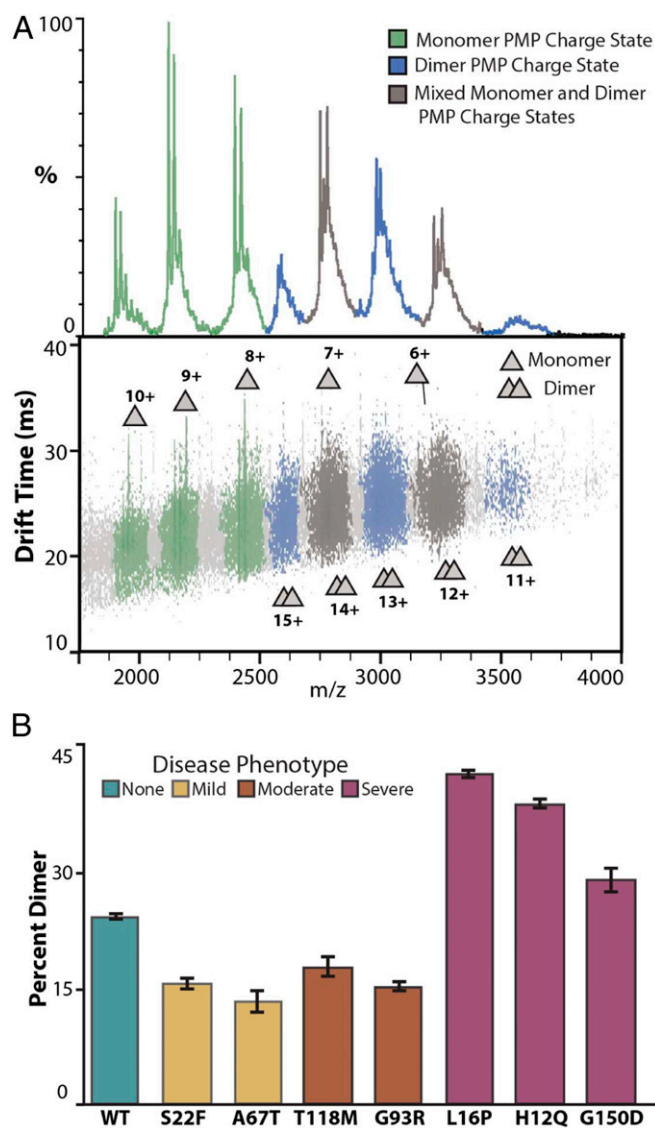 A
100
%
0
Monomer PMP Charge State
Dimer PMP Charge State
Mixed Monomer and Dimer
PMP Charge States
40
30
20
10
Drift Time (ms)
10+
9+
8+
7+
6+
Monomer
Dimer
15+
14+
13+
12+
11+
2000
2500
3000
3500
4000
m/z
B
45
30
15
0
Percent Dimer
Disease Phenotype
None
Mild
Moderate
Severe
WT
S22F
A67T
T118M
G93R
L16P
H12Q
G150D